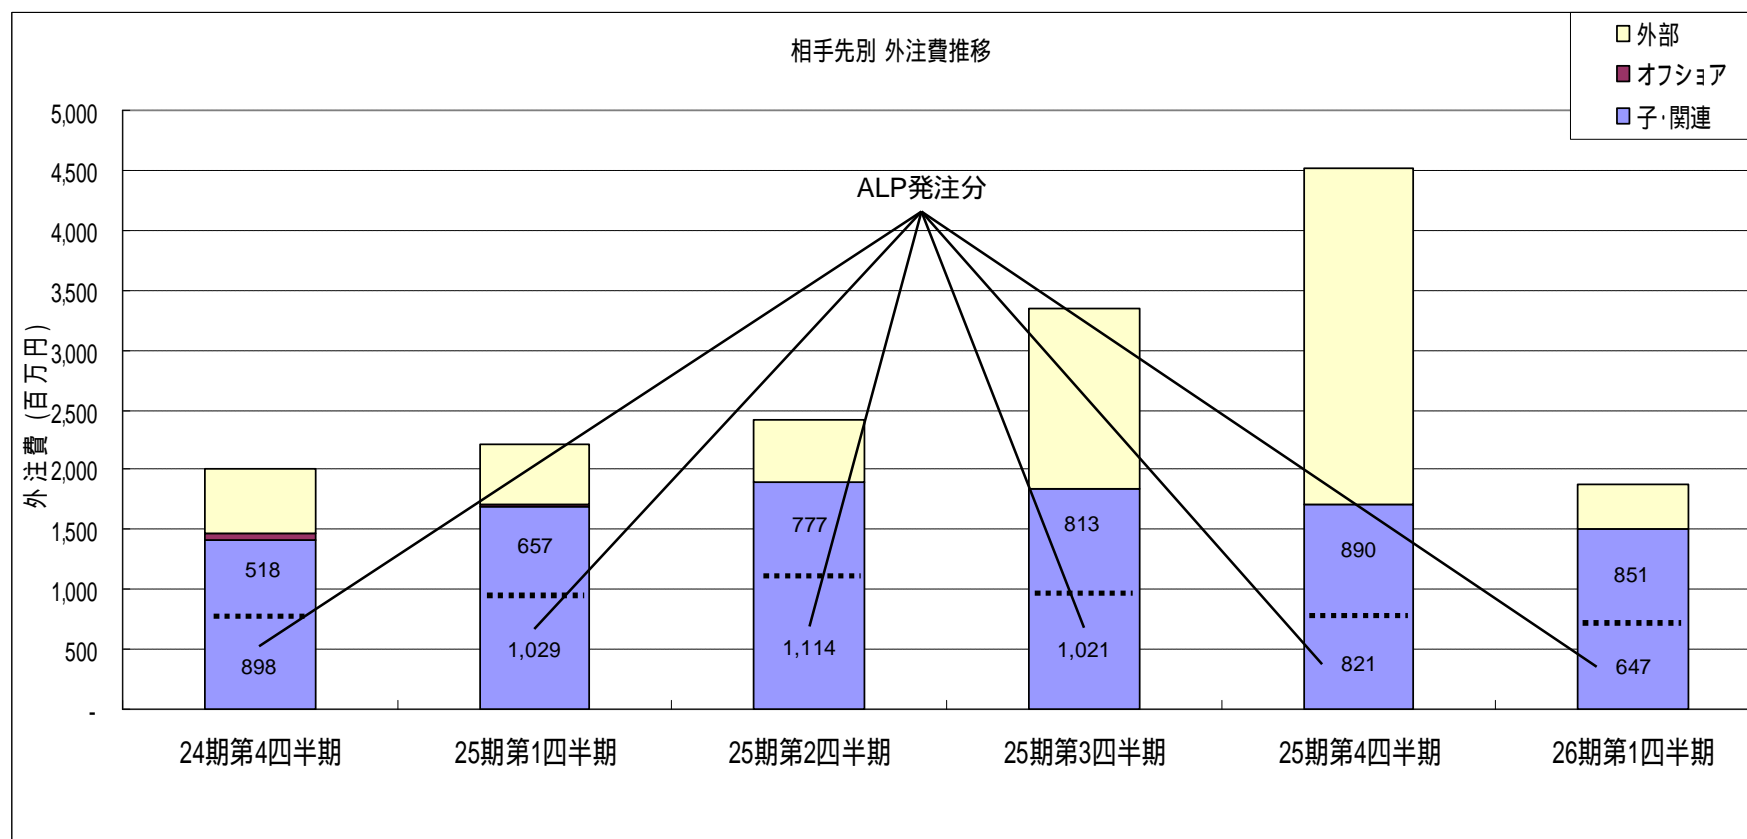 相手先別 外注費推移
外部
オフショア
子・関連
外注費 (百万円)
5,000
4,500
4,000
3,500
3,000
2,500
2,000
1,500
1,000
500
-
ALP発注分
518
657
777
813
890
851
898
1,029
1,114
1,021
821
647
24期第4四半期
25期第1四半期
25期第2四半期
25期第3四半期
25期第4四半期
26期第1四半期